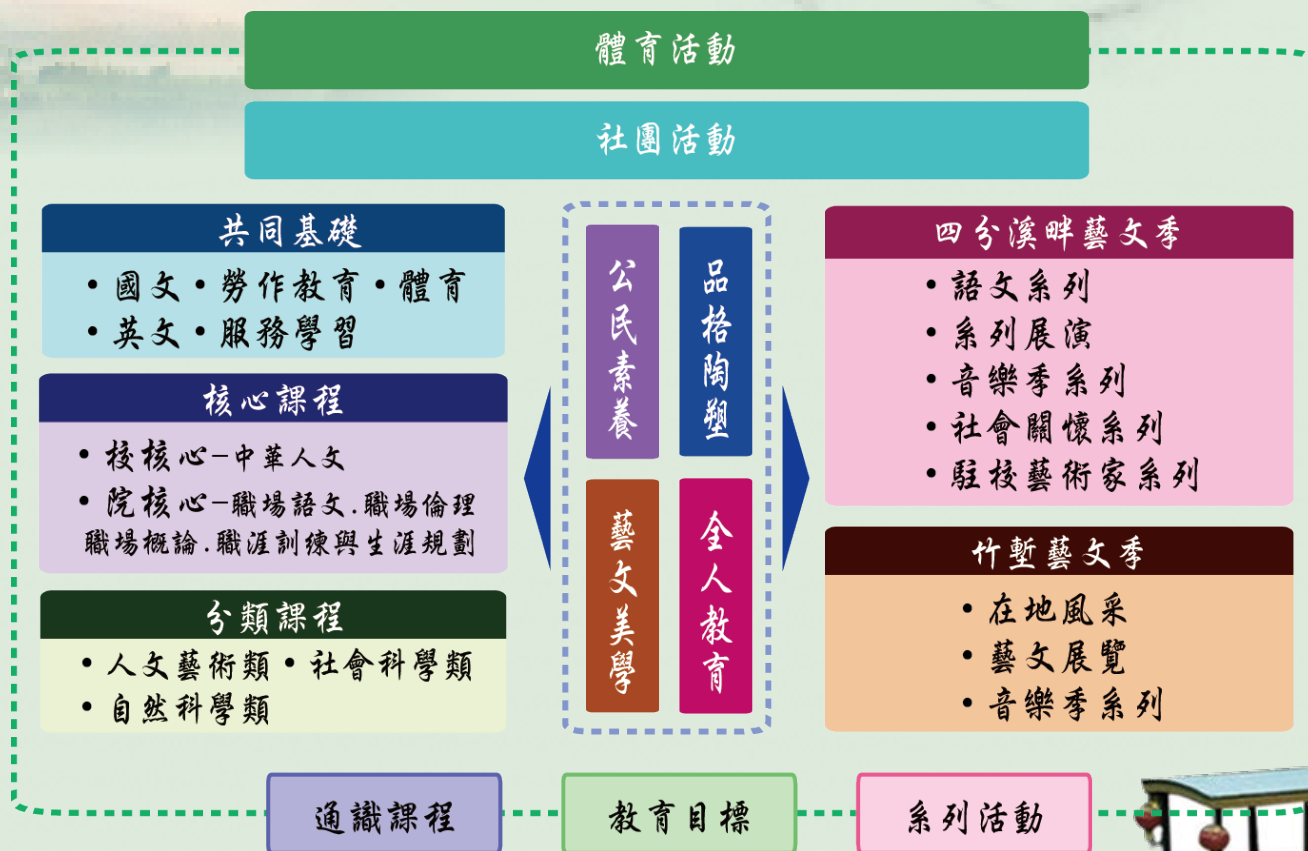 體育活動
社團活動
共同基礎
•國文•勞作教育•體育
•英文•服務學習
核心課程
•校核心-中華人文
•院核心-職場語文.職場倫理
職場概論.職涯訓練與生涯規劃
分類課程
•人文藝術類•社會科學類
•自然科學類
公民素養
品格陶塑
藝文美學
全人教育
四分溪畔藝文季
•語文系列
•系列展演
•音樂季系列
•社會關懷系列
•駐校藝術家系列
竹塹藝文季
•在地風采
•藝文展覽
•音樂季系列
通識課程
教育目標
系列活動